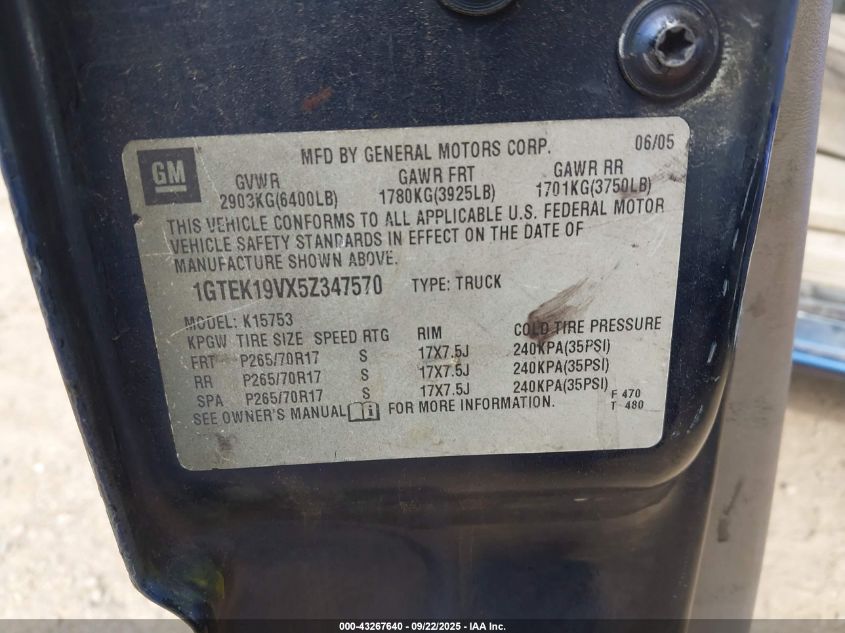 GM
MFD BY GENERAL MOTORS CORP. 06/05
GVWR GAWR FRT GAWR RR
2903KG(6400LB) 1780KG(3925LB) 1701KG(3750LB)
THIS VEHICLE CONFORMS TO ALL APPLICABLE U.S. FEDERAL MOTOR
VEHICLE SAFETY STANDARDS IN EFFECT ON THE DATE OF
MANUFACTURE SHOWN ABOVE.
1GTEK19VX5Z347570 TYPE: TRUCK
MODEL: K15753
KPGW TIRE SIZE SPEED RTG RIM COLD TIRE PRESSURE
FRT P265/70R17 S 17X7.5J 240KPA(35PSI)
RR P265/70R17 S 17X7.5J 240KPA(35PSI)
SPA P265/70R17 S 17X7.5J 240KPA(35PSI)
SEE OWNER'S MANUAL i FOR MORE INFORMATION.
F 470
T 480
000-43267640 - 09/22/2025 - IAA Inc.